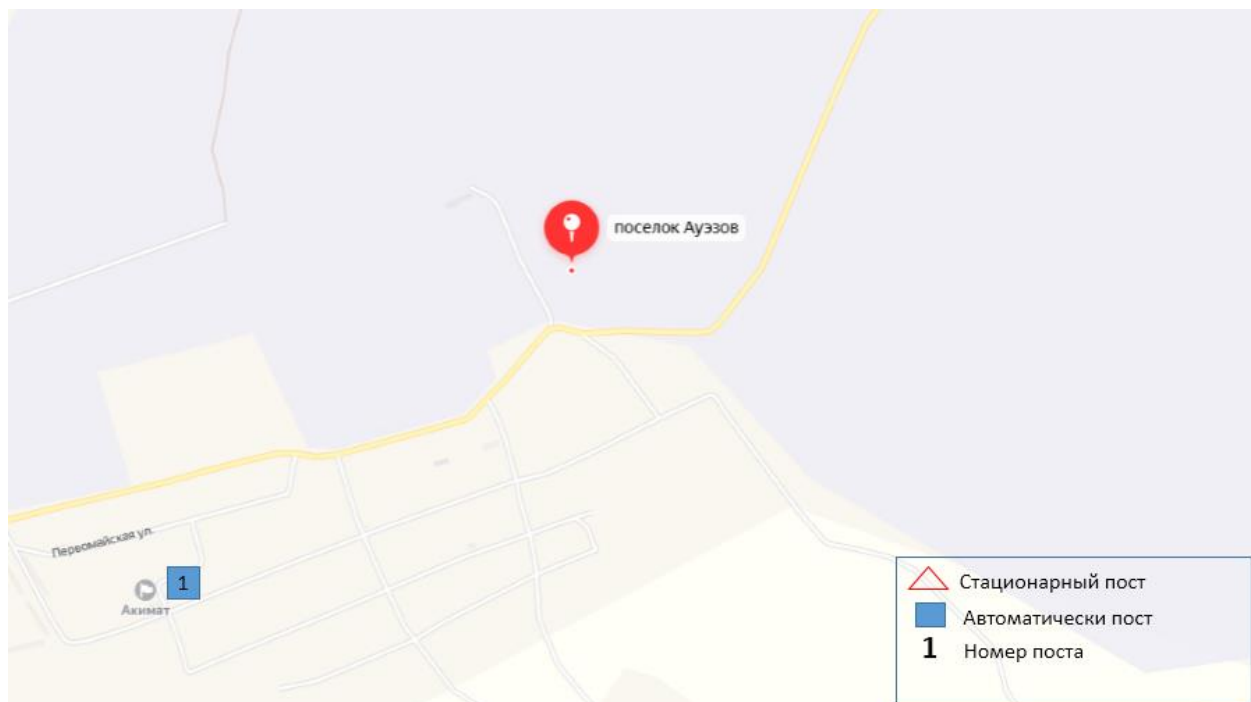 поселок Ауэзов
Первомайская ул.
1
Акимат
Стационарный пост
Автоматически пост
1 Номер поста